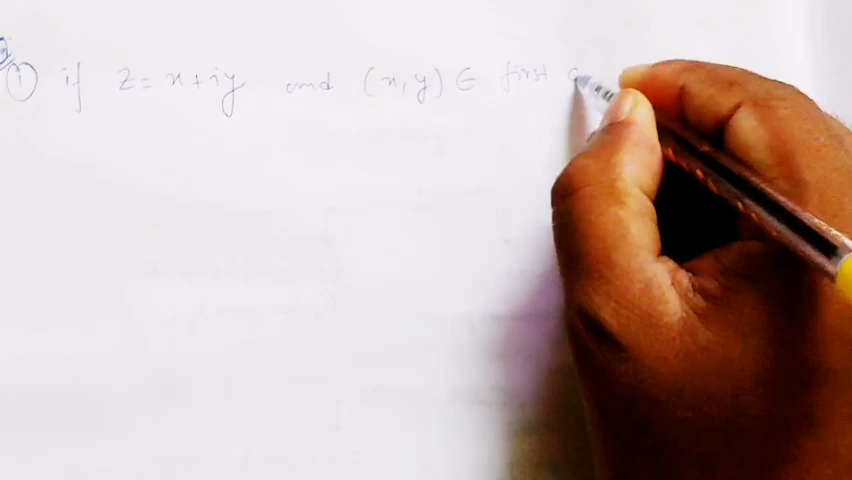 ① if z = x + iy and (x, y) ∈ first